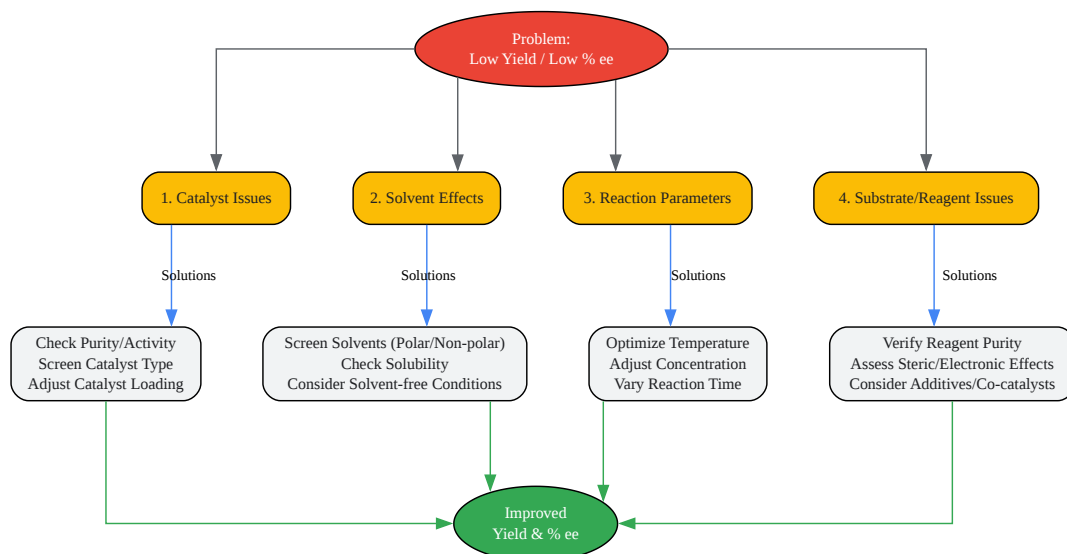 Problem:
Low Yield / Low % ee
1. Catalyst Issues
2. Solvent Effects
3. Reaction Parameters
4. Substrate/Reagent Issues
Solutions
Solutions
Solutions
Solutions
Check Purity/Activity
Screen Catalyst Type
Adjust Catalyst Loading
Screen Solvents (Polar/Non-polar)
Check Solubility
Consider Solvent-free Conditions
Optimize Temperature
Adjust Concentration
Vary Reaction Time
Verify Reagent Purity
Assess Steric/Electronic Effects
Consider Additives/Co-catalysts
Improved
Yield & % ee